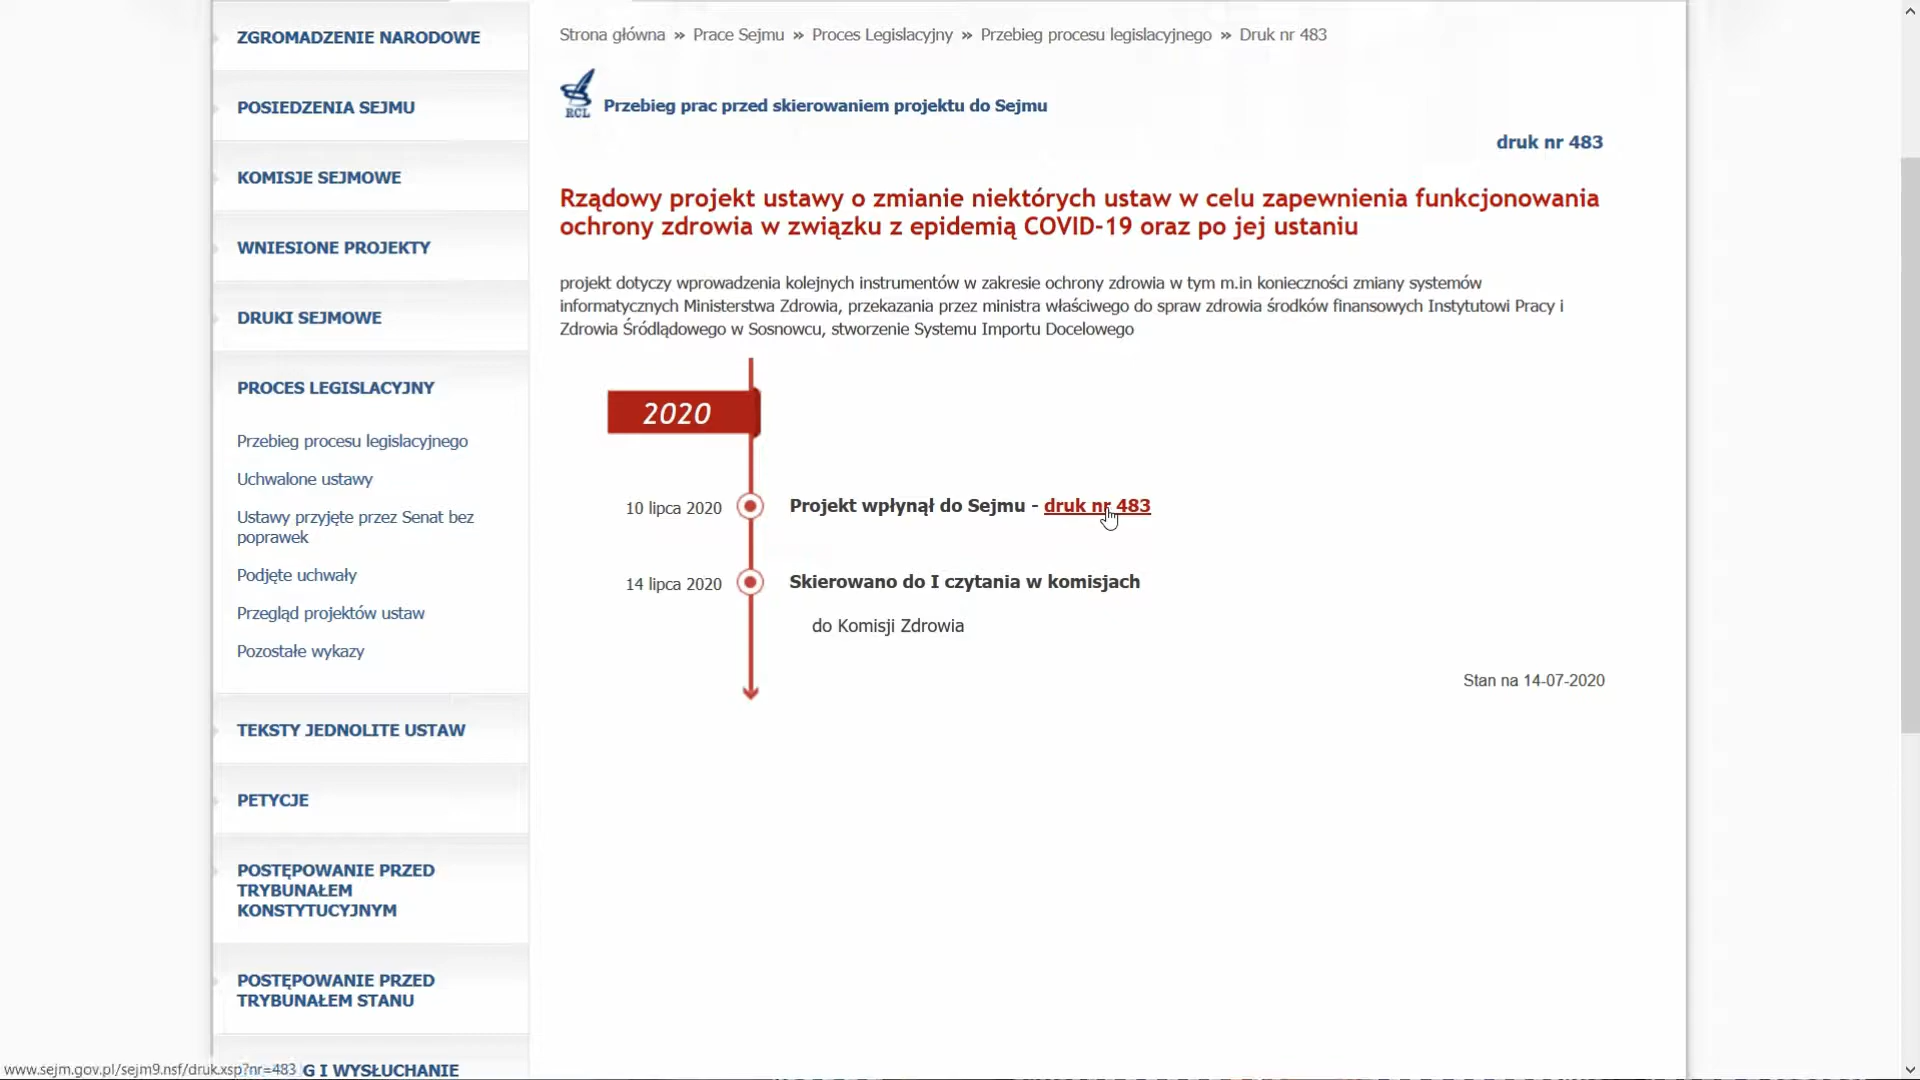 ZGROMADZENIE NARODOWE
POSIEDZENIA SEJMU
KOMISJE SEJMOWE
WNIESIONE PROJEKTY
DRUKI SEJMOWE
PROCES LEGISLACYJNY
Przebieg procesu legislacyjnego
Uchwalone ustawy
Ustawy przyjęte przez Senat bez
poprawek
Podjęte uchwały
Przegląd projektów ustaw
Pozostałe wykazy
TEKSTY JEDNOLITE USTAW
PETYCJE
POSTĘPOWANIE PRZED
TRYBUNAŁEM
KONSTYTUCYJNYM
POSTĘPOWANIE PRZED
TRYBUNAŁEM STANU
G I WYSŁUCHANIE
Strona główna » Prace Sejmu » Proces Legislacyjny » Przebieg procesu legislacyjnego » Druk nr 483
RCL
Przebieg prac przed skierowaniem projektu do Sejmu
druk nr 483
Rządowy projekt ustawy o zmianie niektórych ustaw w celu zapewnienia funkcjonowania
ochrony zdrowia w związku z epidemią COVID-19 oraz po jej ustaniu
projekt dotyczy wprowadzenia kolejnych instrumentów w zakresie ochrony zdrowia w tym m.in konieczności zmiany systemów
informatycznych Ministerstwa Zdrowia, przekazania przez ministra właściwego do spraw zdrowia środków finansowych Instytutowi Pracy i
Zdrowia Śródlądowego w Sosnowcu, stworzenie Systemu Importu Docelowego
2020
10 lipca 2020 Projekt wpłynął do Sejmu - druk nr 483
14 lipca 2020 Skierowano do I czytania w komisjach
do Komisji Zdrowia
Stan na 14-07-2020
www.sejm.gov.pl/sejm9.nsf/druk.xsp?nr=483